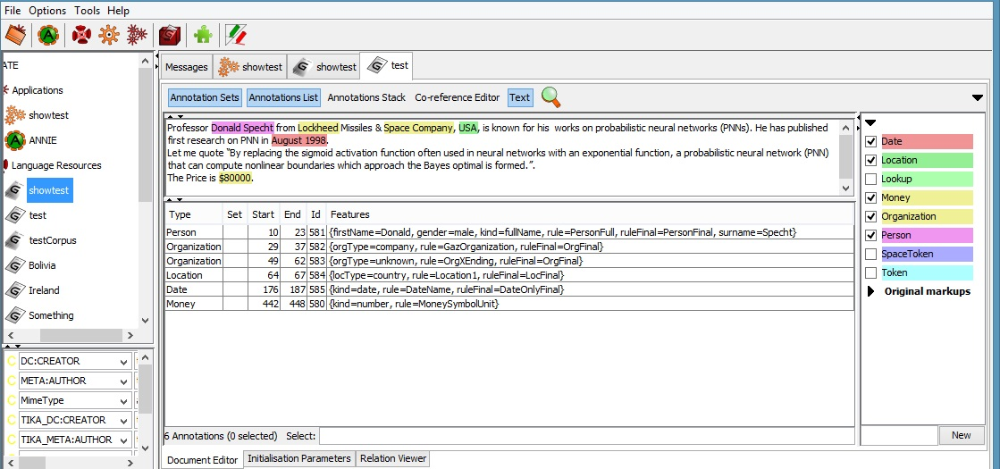 File Options Tools Help
ATE
Applications
showtest
ANNIE
Language Resources
showtest
test
testCorpus
Bolivia
Ireland
Something
DC:CREATOR
META:AUTHOR
MimeType
TIKA_DC:CREATOR
TIKA_META:AUTHOR
Messages showtest showtest test
Annotation Sets Annotations List Annotations Stack Co-reference Editor Text
Professor Donald Specht from Lockheed Missiles & Space Company, USA, is known for his works on probabilistic neural networks (PNNs). He has published
first research on PNN in August 1998.
Let me quote "By replacing the sigmoid activation function often used in neural networks with an exponential function, a probabilistic neural network (PNN)
that can compute nonlinear boundaries which approach the Bayes optimal is formed.".
The Price is $80000.
Type Set Start End Id Features
Person 10 23 581 {firstName=Donald, gender=male, kind=fullName, rule=PersonFull, ruleFinal=PersonFinal, surname=Specht}
Organization 29 37 582 {orgType=company, rule=GazOrganization, ruleFinal=OrgFinal}
Organization 49 62 583 {orgType=unknown, rule=OrgXEnding, ruleFinal=OrgFinal}
Location 64 67 584 {locType=country, rule=Location1, ruleFinal=LocFinal}
Date 176 187 585 {kind=date, rule=DateName, ruleFinal=DateOnlyFinal}
Money 442 448 580 {kind=number, rule=MoneySymbolUnit}
6 Annotations (0 selected) Select:
Document Editor Initialisation Parameters Relation Viewer
Date
Location
Lookup
Money
Organization
Person
SpaceToken
Token
Original markups
New